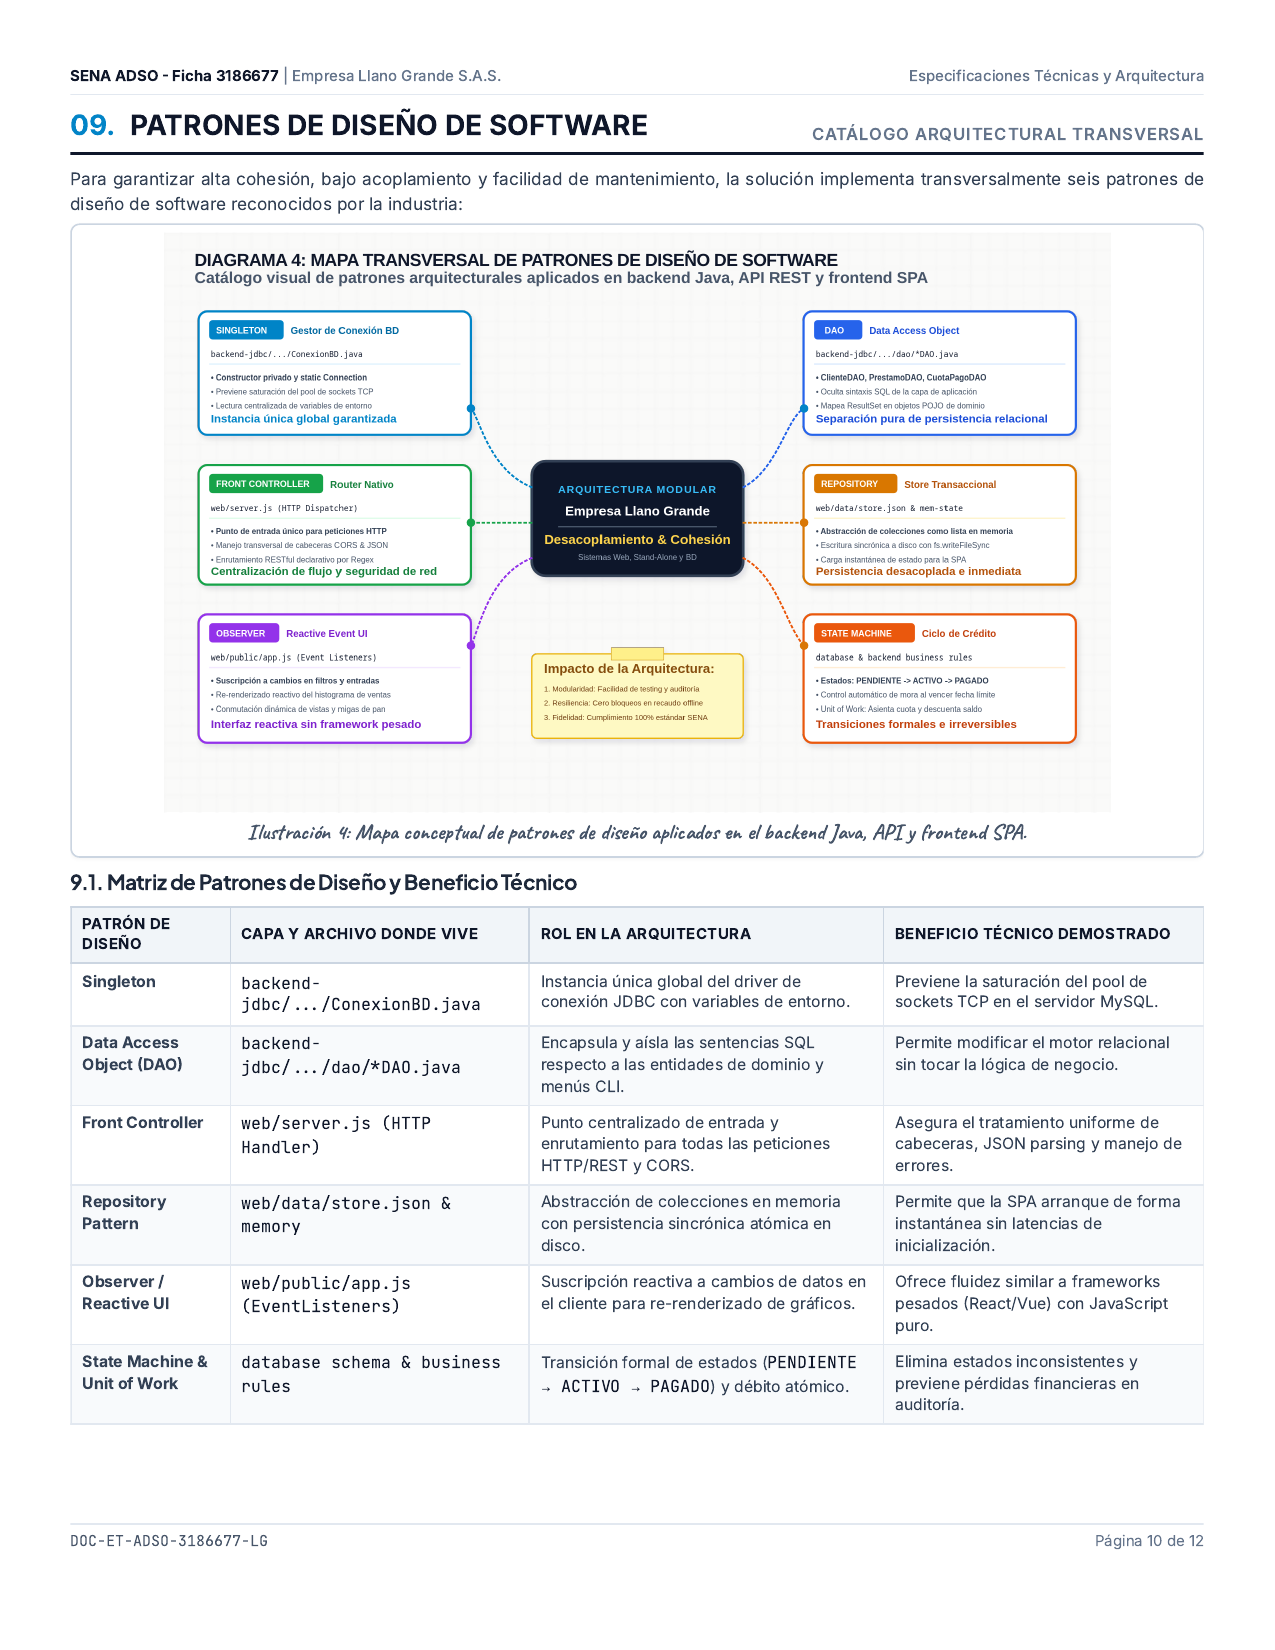 SENA ADSO - Ficha 3186677 | Empresa Llano Grande S.A.S.
Especificaciones Técnicas y Arquitectura
09. PATRONES DE DISEÑO DE SOFTWARE
CATÁLOGO ARQUITECTURAL TRANSVERSAL
Para garantizar alta cohesión, bajo acoplamiento y facilidad de mantenimiento, la solución implementa transversalmente seis patrones de
diseño de software reconocidos por la industria:
DIAGRAMA 4: MAPA TRANSVERSAL DE PATRONES DE DISEÑO DE SOFTWARE
Catálogo visual de patrones arquitecturales aplicados en backend Java, API REST y frontend SPA
SINGLETON Gestor de Conexión BD
backend-jdbc/.../ConexionBD.java
• Constructor privado y static Connection
• Previene saturación del pool de sockets TCP
• Lectura centralizada de variables de entorno
Instancia única global garantizada
DAO Data Access Object
backend-jdbc/.../dao/*DAO.java
• ClienteDAO, PrestamoDAO, CuotaPagoDAO
• Oculta sintaxis SQL de la capa de aplicación
• Mapea ResultSet en objetos POJO de dominio
Separación pura de persistencia relacional
FRONT CONTROLLER Router Nativo
web/server.js (HTTP Dispatcher)
• Punto de entrada único para peticiones HTTP
• Manejo transversal de cabeceras CORS & JSON
• Enrutamiento RESTful declarativo por Regex
Centralización de flujo y seguridad de red
ARQUITECTURA MODULAR
Empresa Llano Grande
Desacoplamiento & Cohesión
Sistemas Web, Stand-Alone y BD
REPOSITORY Store Transaccional
web/data/store.json & mem-state
• Abstracción de colecciones como lista en memoria
• Escritura sincrónica a disco con fs.writeFileSync
• Carga instantánea de estado para la SPA
Persistencia desacoplada e inmediata
OBSERVER Reactive Event UI
web/public/app.js (Event Listeners)
• Suscripción a cambios en filtros y entradas
• Re-renderizado reactivo del histograma de ventas
• Conmutación dinámica de vistas y migas de pan
Interfaz reactiva sin framework pesado
Impacto de la Arquitectura:
1. Modularidad: Facilidad de testing y auditoría
2. Resiliencia: Cero bloqueos en recaudo offline
3. Fidelidad: Cumplimiento 100% estándar SENA
STATE MACHINE Ciclo de Crédito
database & backend business rules
• Estados: PENDIENTE -> ACTIVO -> PAGADO
• Control automático de mora al vencer fecha límite
• Unit of Work: Asienta cuota y descuenta saldo
Transiciones formales e irreversibles
Ilustración 4: Mapa conceptual de patrones de diseño aplicados en el backend Java, API y frontend SPA.
9.1. Matriz de Patrones de Diseño y Beneficio Técnico
PATRÓN DE
DISEÑO
CAPA Y ARCHIVO DONDE VIVE
ROL EN LA ARQUITECTURA
BENEFICIO TÉCNICO DEMOSTRADO
Singleton
backend-
jdbc/.../ConexionBD.java
Instancia única global del driver de
conexión JDBC con variables de entorno.
Previene la saturación del pool de
sockets TCP en el servidor MySQL.
Data Access
Object (DAO)
backend-
jdbc/.../dao/*DAO.java
Encapsula y aísla las sentencias SQL
respecto a las entidades de dominio y
menús CLI.
Permite modificar el motor relacional
sin tocar la lógica de negocio.
Front Controller
web/server.js (HTTP
Handler)
Punto centralizado de entrada y
enrutamiento para todas las peticiones
HTTP/REST y CORS.
Asegura el tratamiento uniforme de
cabeceras, JSON parsing y manejo de
errores.
Repository
Pattern
web/data/store.json &
memory
Abstracción de colecciones en memoria
con persistencia sincrónica atómica en
disco.
Permite que la SPA arranque de forma
instantánea sin latencias de
inicialización.
Observer /
Reactive UI
web/public/app.js
(EventListeners)
Suscripción reactiva a cambios de datos en
el cliente para re-renderizado de gráficos.
Ofrece fluidez similar a frameworks
pesados (React/Vue) con JavaScript
puro.
State Machine &
Unit of Work
database schema & business
rules
Transición formal de estados (PENDIENTE
→ ACTIVO → PAGADO) y débito atómico.
Elimina estados inconsistentes y
previene pérdidas financieras en
auditoría.
DOC-ET-ADSO-3186677-LG
Página 10 de 12